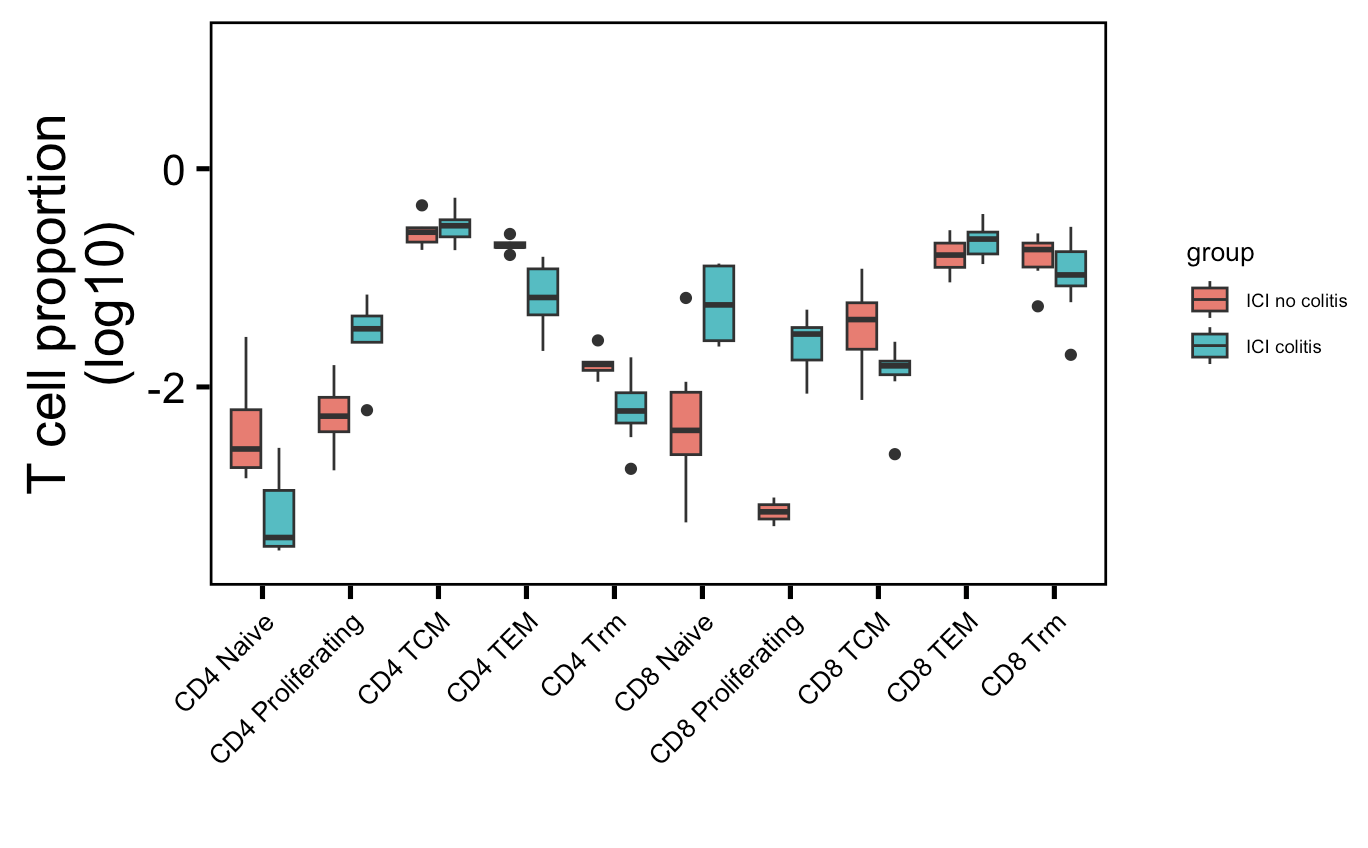 T cell proportion
(log10)
0
-2
CD4 Naive
CD4 Proliferating
CD4 TCM
CD4 TEM
CD4 Trm
CD8 Naive
CD8 Proliferating
CD8 TCM
CD8 TEM
CD8 Trm
group
ICI no colitis
ICI colitis